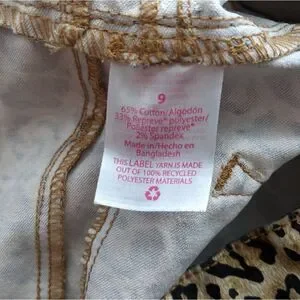 9
65% Cotton/Algodón
33% Repreve® polyester/
Poliéster repreve®
2% Spandex
Made in/Hecho en
Bangladesh
THIS LABEL YARN IS MADE
OUT OF 100% RECYCLED
POLYESTER MATERIALS